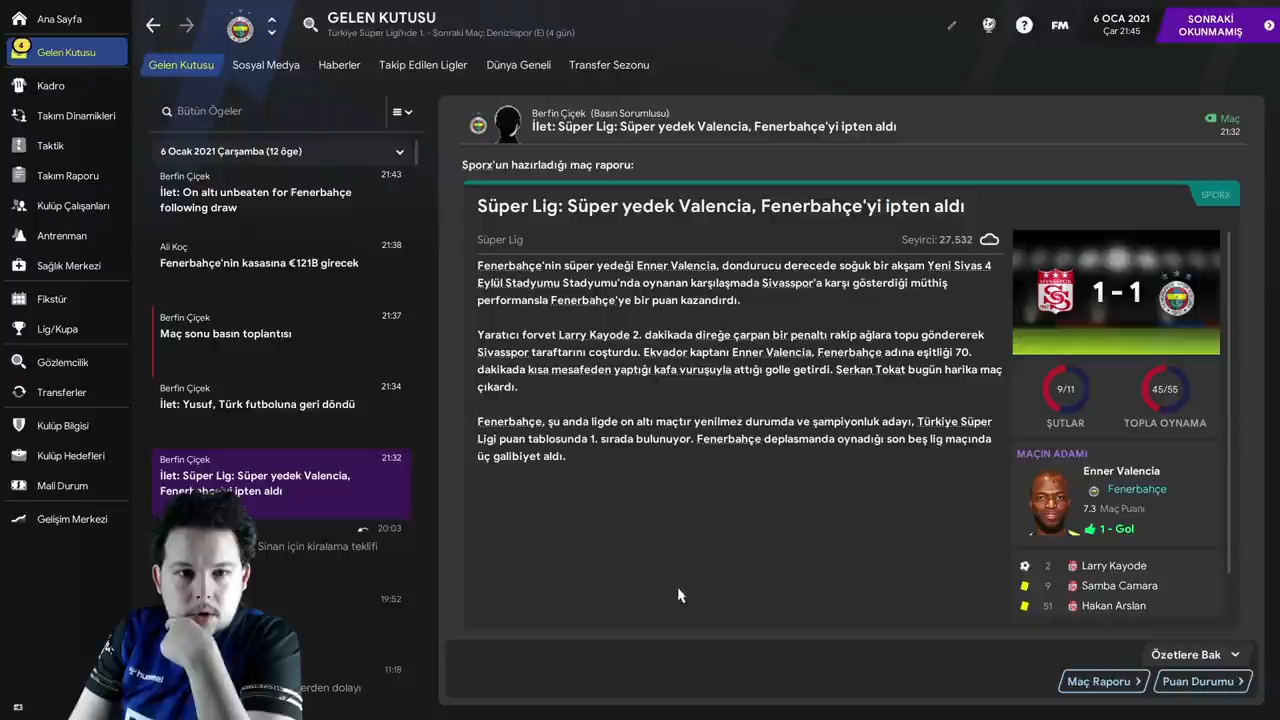 Ana Sayfa
4
Gelen Kutusu
Kadro
Takım Dinamikleri
Taktik
Takım Raporu
Kulüp Çalışanları
Antrenman
Sağlık Merkezi
Fikstür
Lig/Kupa
Gözlemcilik
Transferler
Kulüp Bilgisi
Kulüp Hedefleri
Mali Durum
Gelişim Merkezi
GELEN KUTUSU
Türkiye Süper Ligi'nde 1. - Sonraki Maç: Denizlispor (E) (4 gün)
FM
6 OCA 2021
Çar 21:45
SONRAKİ
OKUNMAMIŞ
Gelen Kutusu
Sosyal Medya
Haberler
Takip Edilen Ligler
Dünya Geneli
Transfer Sezonu
Bütün Ögeler
6 Ocak 2021 Çarşamba (12 öge)
Berfin Çiçek 21:43
İlet: On altı unbeaten for Fenerbahçe
following draw
Ali Koç 21:38
Fenerbahçe'nin kasasına €121B girecek
Berfin Çiçek 21:37
Maç sonu basın toplantısı
Berfin Çiçek 21:34
İlet: Yusuf, Türk futboluna geri döndü
Berfin Çiçek 21:32
İlet: Süper Lig: Süper yedek Valencia,
Fenerbahçe'yi ipten aldı
20:03
Sinan için kiralama teklifi
19:52
11:18
erden dolayı
Berfin Çiçek (Basın Sorumlusu)
İlet: Süper Lig: Süper yedek Valencia, Fenerbahçe'yi ipten aldı
Maç
21:32
Sporx'un hazırladığı maç raporu:
SPORX
Süper Lig: Süper yedek Valencia, Fenerbahçe'yi ipten aldı
Süper Lig
Seyirci: 27.532
Fenerbahçe'nin süper yedeği Enner Valencia, dondurucu derecede soğuk bir akşam Yeni Sivas 4
Eylül Stadyumu Stadyumu'nda oynanan karşılaşmada Sivasspor'a karşı gösterdiği müthiş
performansla Fenerbahçe'ye bir puan kazandırdı.
Yaratıcı forvet Larry Kayode 2. dakikada direğe çarpan bir penaltı rakip ağlara topu göndererek
Sivasspor taraftarını coşturdu. Ekvador kaptanı Enner Valencia, Fenerbahçe adına eşitliği 70.
dakikada kısa mesafeden yaptığı kafa vuruşuyla attığı golle getirdi. Serkan Tokat bugün harika maç
çıkardı.
Fenerbahçe, şu anda ligde on altı maçtır yenilmez durumda ve şampiyonluk adayı, Türkiye Süper
Ligi puan tablosunda 1. sırada bulunuyor. Fenerbahçe deplasmanda oynadığı son beş lig maçında
üç galibiyet aldı.
1 - 1
9/11
ŞUTLAR
45/55
TOPLA OYNAMA
MAÇIN ADAMI
Enner Valencia
Fenerbahçe
7.3 Maç Puanı
1 - Gol
2 Larry Kayode
9 Samba Camara
51 Hakan Arslan
Özetlere Bak
Maç Raporu
Puan Durumu
hummel